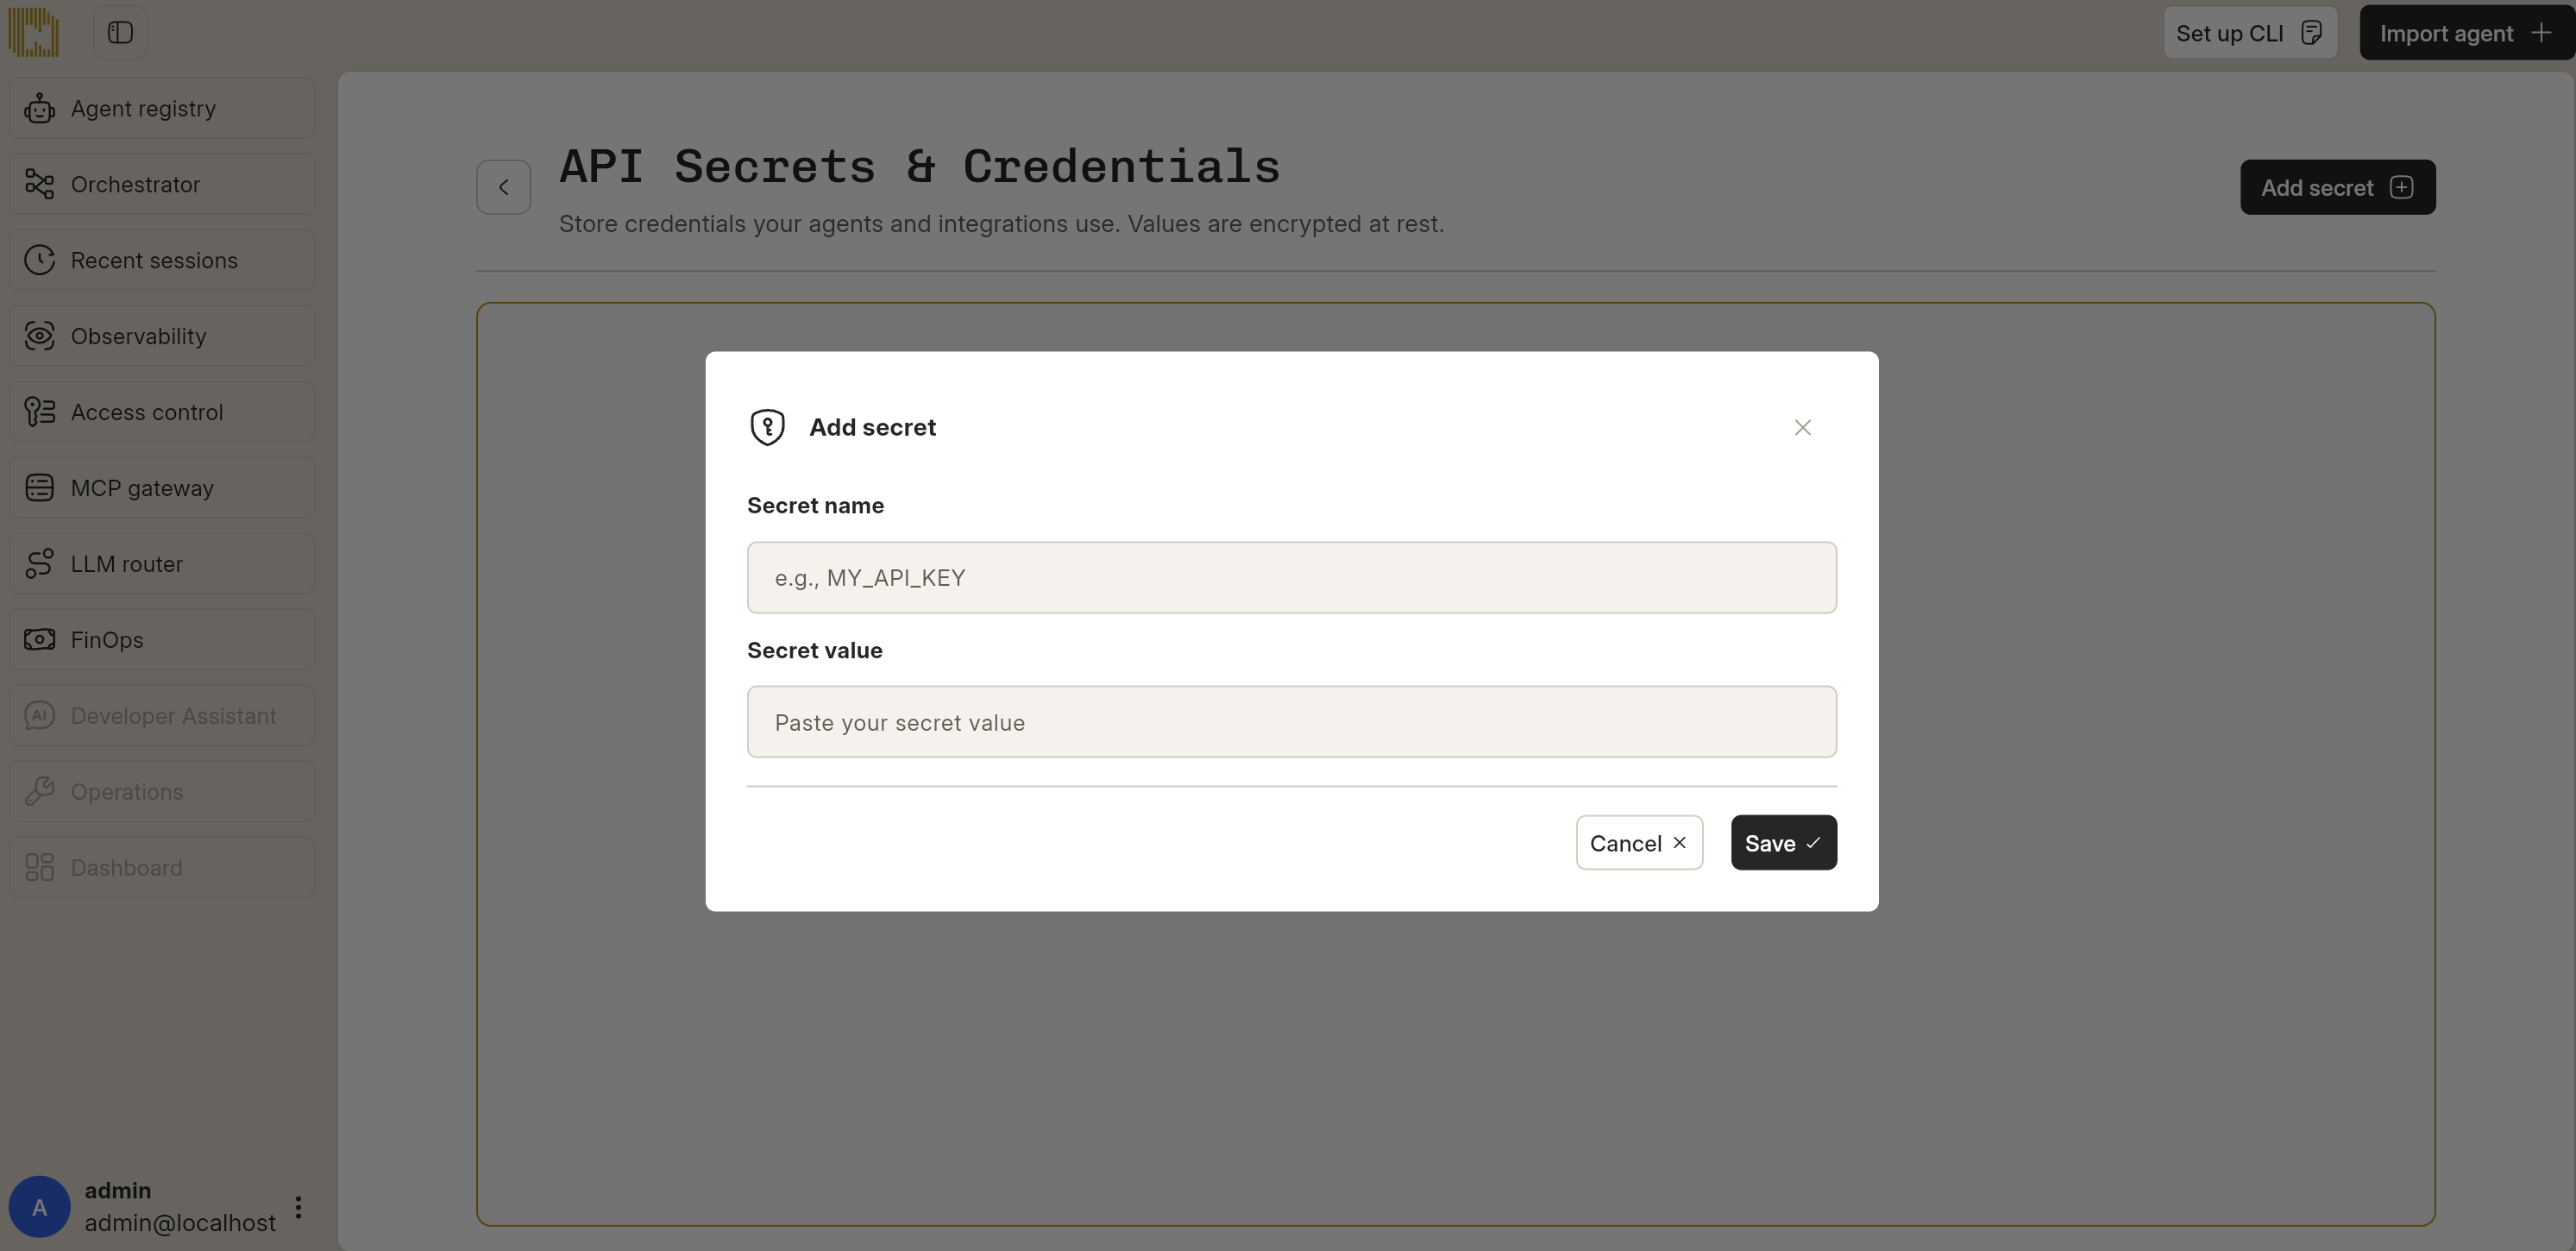 Set up CLI
Import agent
Agent registry
Orchestrator
Recent sessions
Observability
Access control
MCP gateway
LLM router
FinOps
AI Developer Assistant
Operations
Dashboard
A
admin
admin@localhost
API Secrets & Credentials
Store credentials your agents and integrations use. Values are encrypted at rest.
Add secret
Add secret
Secret name
e.g., MY_API_KEY
Secret value
Paste your secret value
Cancel
Save